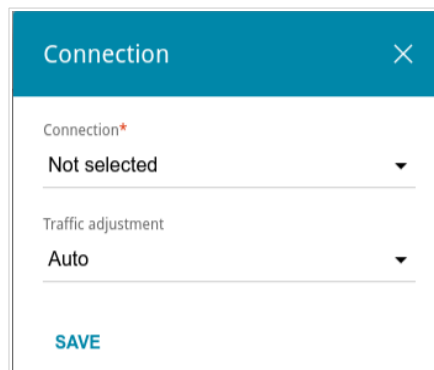 Connection
Connection*
Not selected
Traffic adjustment
Auto
SAVE